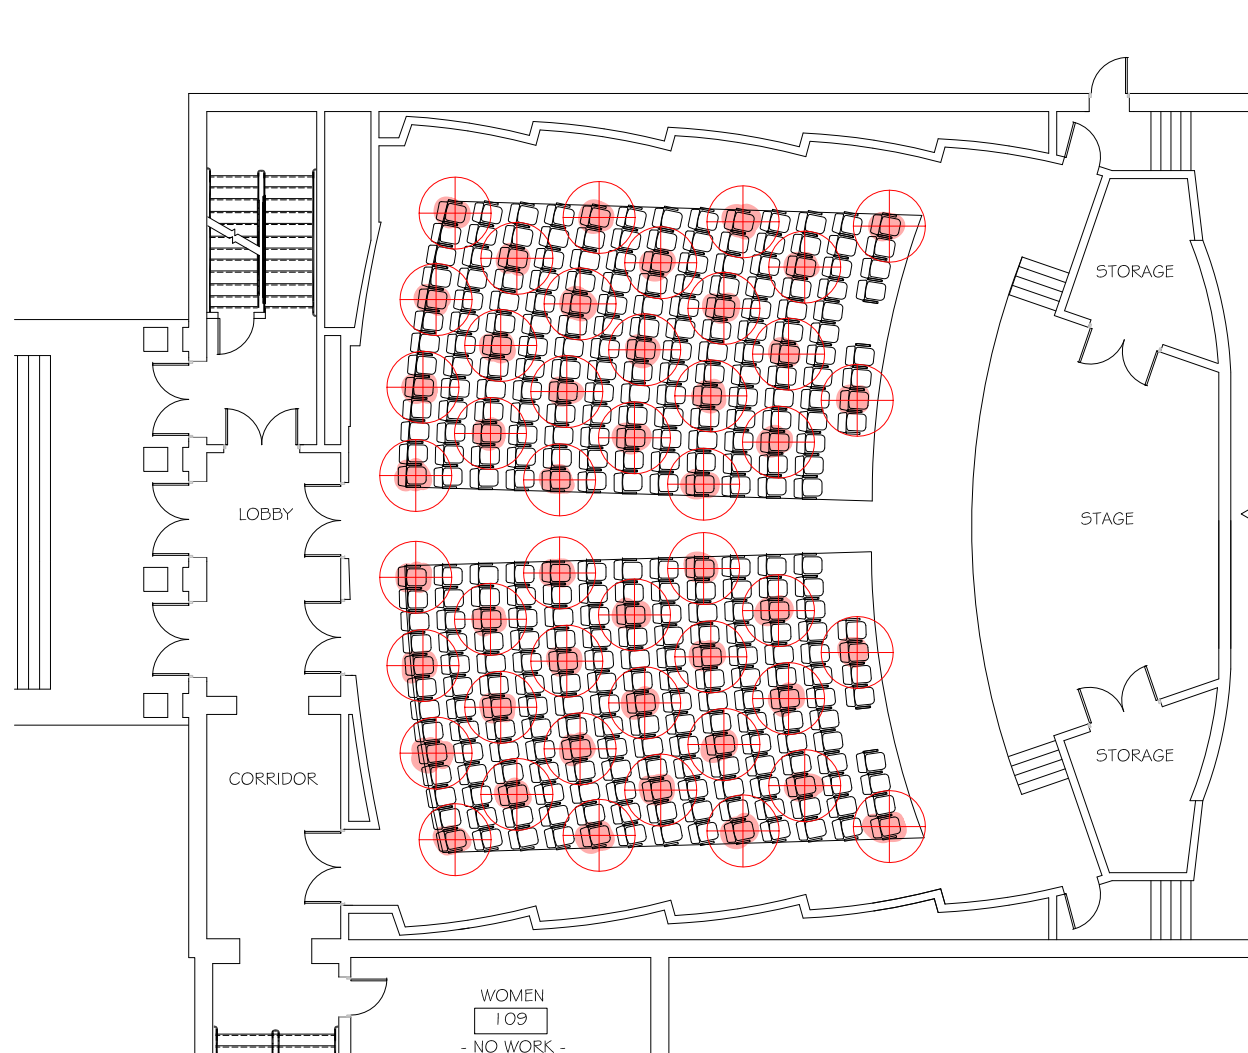 STORAGE
LOBBY
STAGE
STORAGE
CORRIDOR
WOMEN
109
- NO WORK -